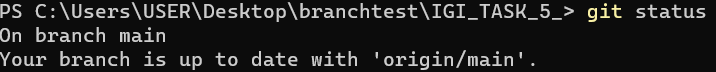 PS C:\Users\USER\Desktop\branchtest\IGI_TASK_5_> git status
On branch main
Your branch is up to date with 'origin/main'.